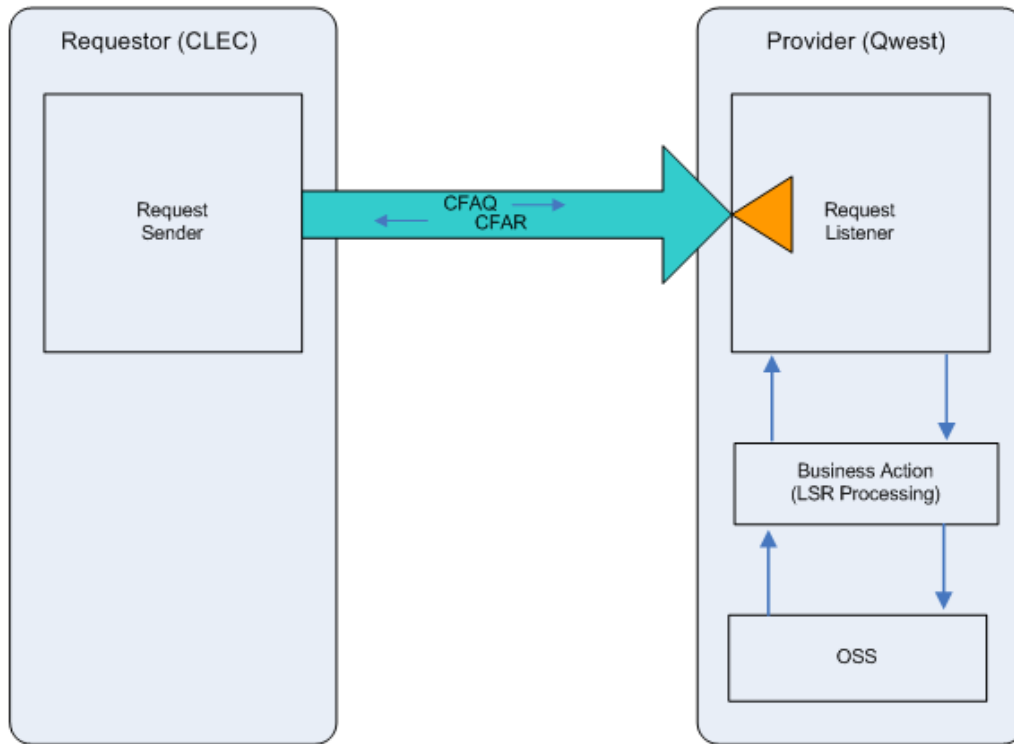 Requestor (CLEC)
Provider (Qwest)
Request
Sender
CFAQ
CFAR
Request
Listener
Business Action
(LSR Processing)
OSS